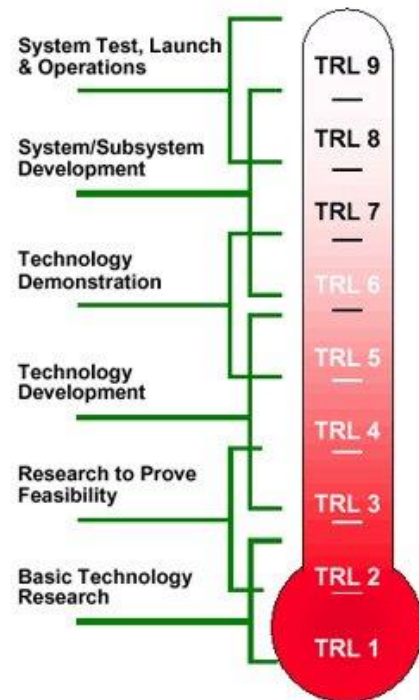 System Test, Launch
& Operations
System/Subsystem
Development
Technology
Demonstration
Technology
Development
Research to Prove
Feasibility
Basic Technology
Research
TRL 9
TRL 8
TRL 7
TRL 6
TRL 5
TRL 4
TRL 3
TRL 2
TRL 1